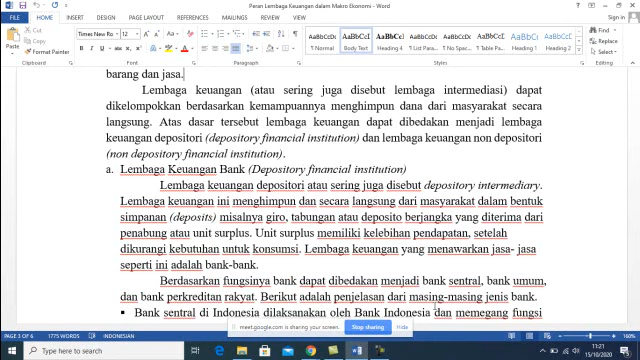 Peran Lembaga Keuangan dalam Makro Ekonomi - Word
Sign in
FILE HOME INSERT DESIGN PAGE LAYOUT REFERENCES MAILINGS REVIEW VIEW
Paste Times New Ro 12 Find
Replace
Select
AaBbCcDc AaBbCcI AaBbCcI
¶ Normal Body Text Heading 4 ¶ List Para... ¶ No Spac... ¶ Table Pa... Heading 1 Heading 2
Clipboard Font Paragraph Styles Editing
barang dan jasa.
Lembaga keuangan (atau sering juga disebut lembaga intermediasi) dapat
dikelompokkan berdasarkan kemampuannya menghimpun dana dari masyarakat secara
langsung. Atas dasar tersebut lembaga keuangan dapat dibedakan menjadi lembaga
keuangan depositori (depository financial institution) dan lembaga keuangan non depositori
(non depository financial institution).
a. Lembaga Keuangan Bank (Depository financial institution)
Lembaga keuangan depositori atau sering juga disebut depository intermediary.
Lembaga keuangan ini menghimpun dan secara langsung dari masyarakat dalam bentuk
simpanan (deposits) misalnya giro, tabungan atau deposito berjangka yang diterima dari
penabung atau unit surplus. Unit surplus memiliki kelebihan pendapatan, setelah
dikurangi kebutuhan untuk konsumsi. Lembaga keuangan yang menawarkan jasa- jasa
seperti ini adalah bank-bank.
Berdasarkan fungsinya bank dapat dibedakan menjadi bank sentral, bank umum,
dan bank perkreditan rakyat. Berikut adalah penjelasan dari masing-masing jenis bank.
▪ Bank sentral di Indonesia dilaksanakan oleh Bank Indonesia dan memegang fungsi
meet.google.com is sharing your screen. Stop sharing Hide
PAGE 3 OF 6 1775 WORDS INDONESIAN 150%
Type here to search
11:21
15/10/2020